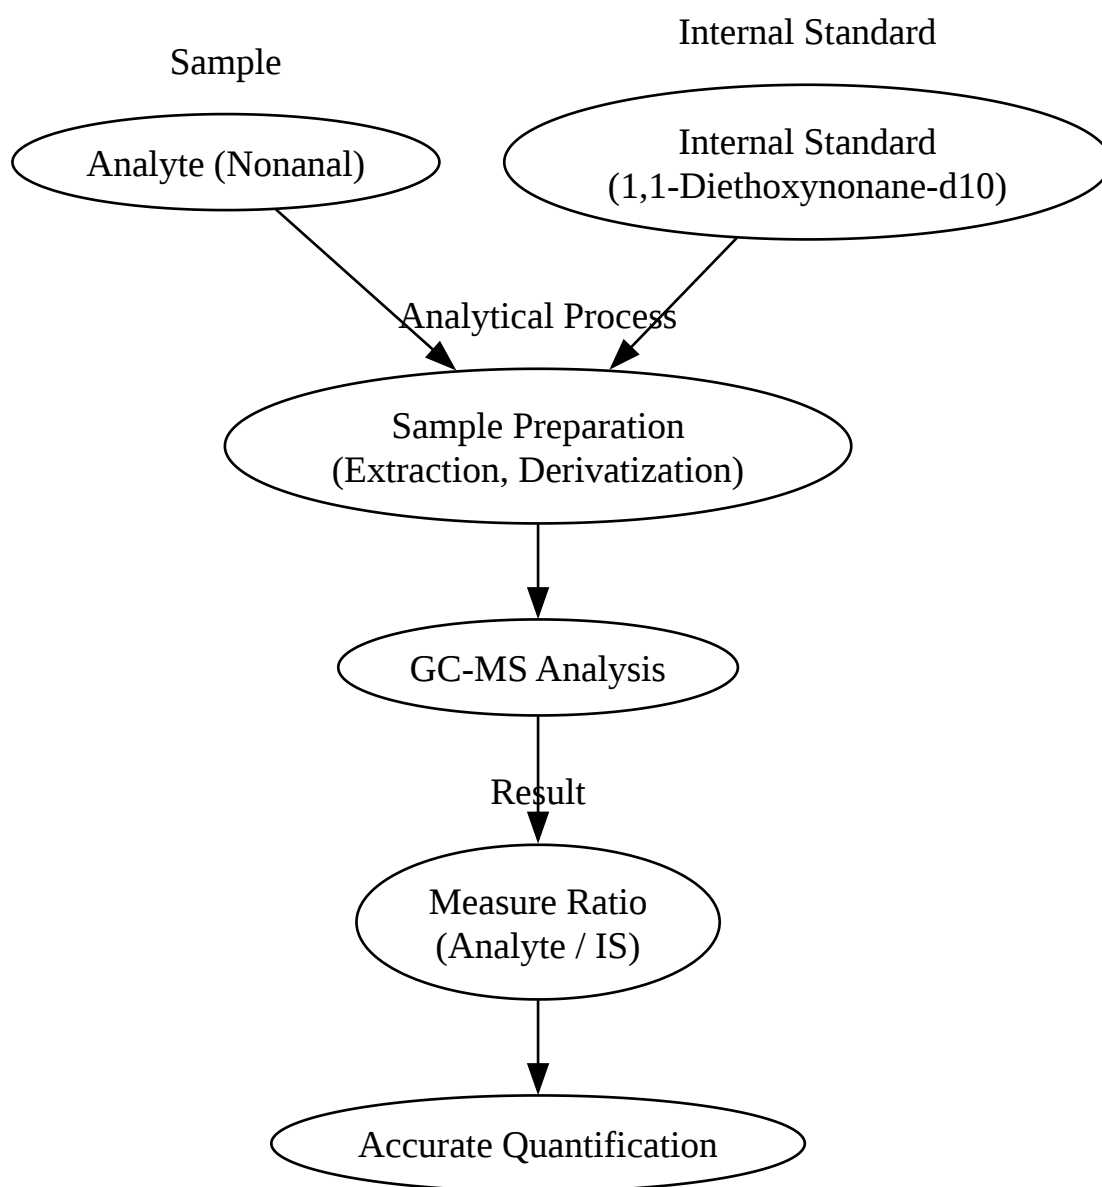 Internal Standard
Sample
Analyte (Nonanal)
Internal Standard
(1,1-Diethoxynonane-d10)
Analytical Process
Sample Preparation
(Extraction, Derivatization)
GC-MS Analysis
Result
Measure Ratio
(Analyte / IS)
Accurate Quantification